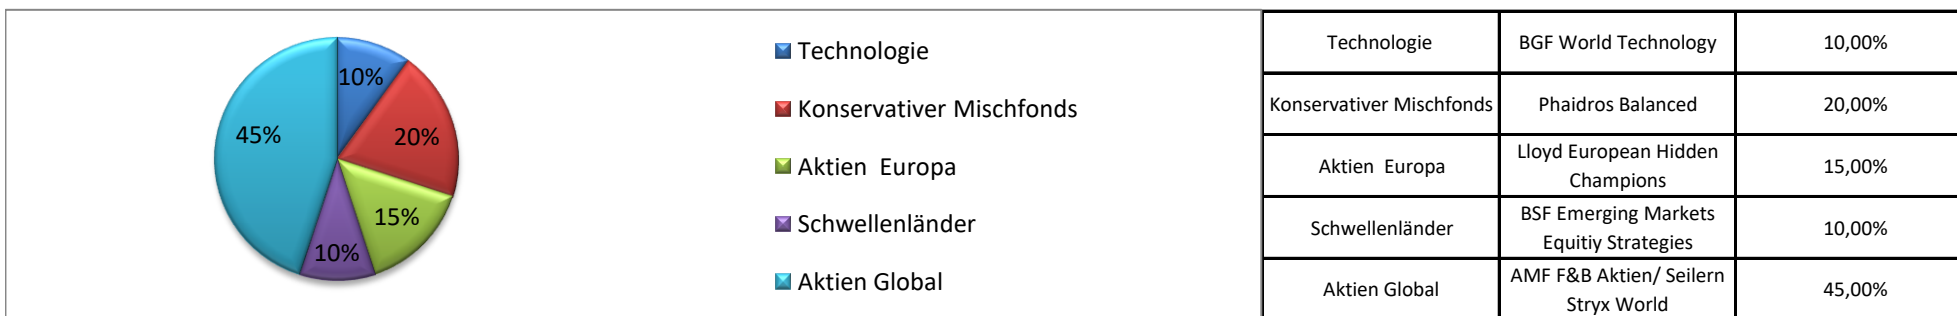 10%
20%
15%
10%
45%
Technologie
Konservativer Mischfonds
Aktien  Europa
Schwellenländer
Aktien Global
Technologie BGF World Technology 10,00%
Konservativer Mischfonds Phaidros Balanced 20,00%
Aktien  Europa Lloyd European Hidden
Champions 15,00%
Schwellenländer BSF Emerging Markets
Equitiy Strategies 10,00%
Aktien Global AMF F&B Aktien/ Seilern
Stryx World 45,00%